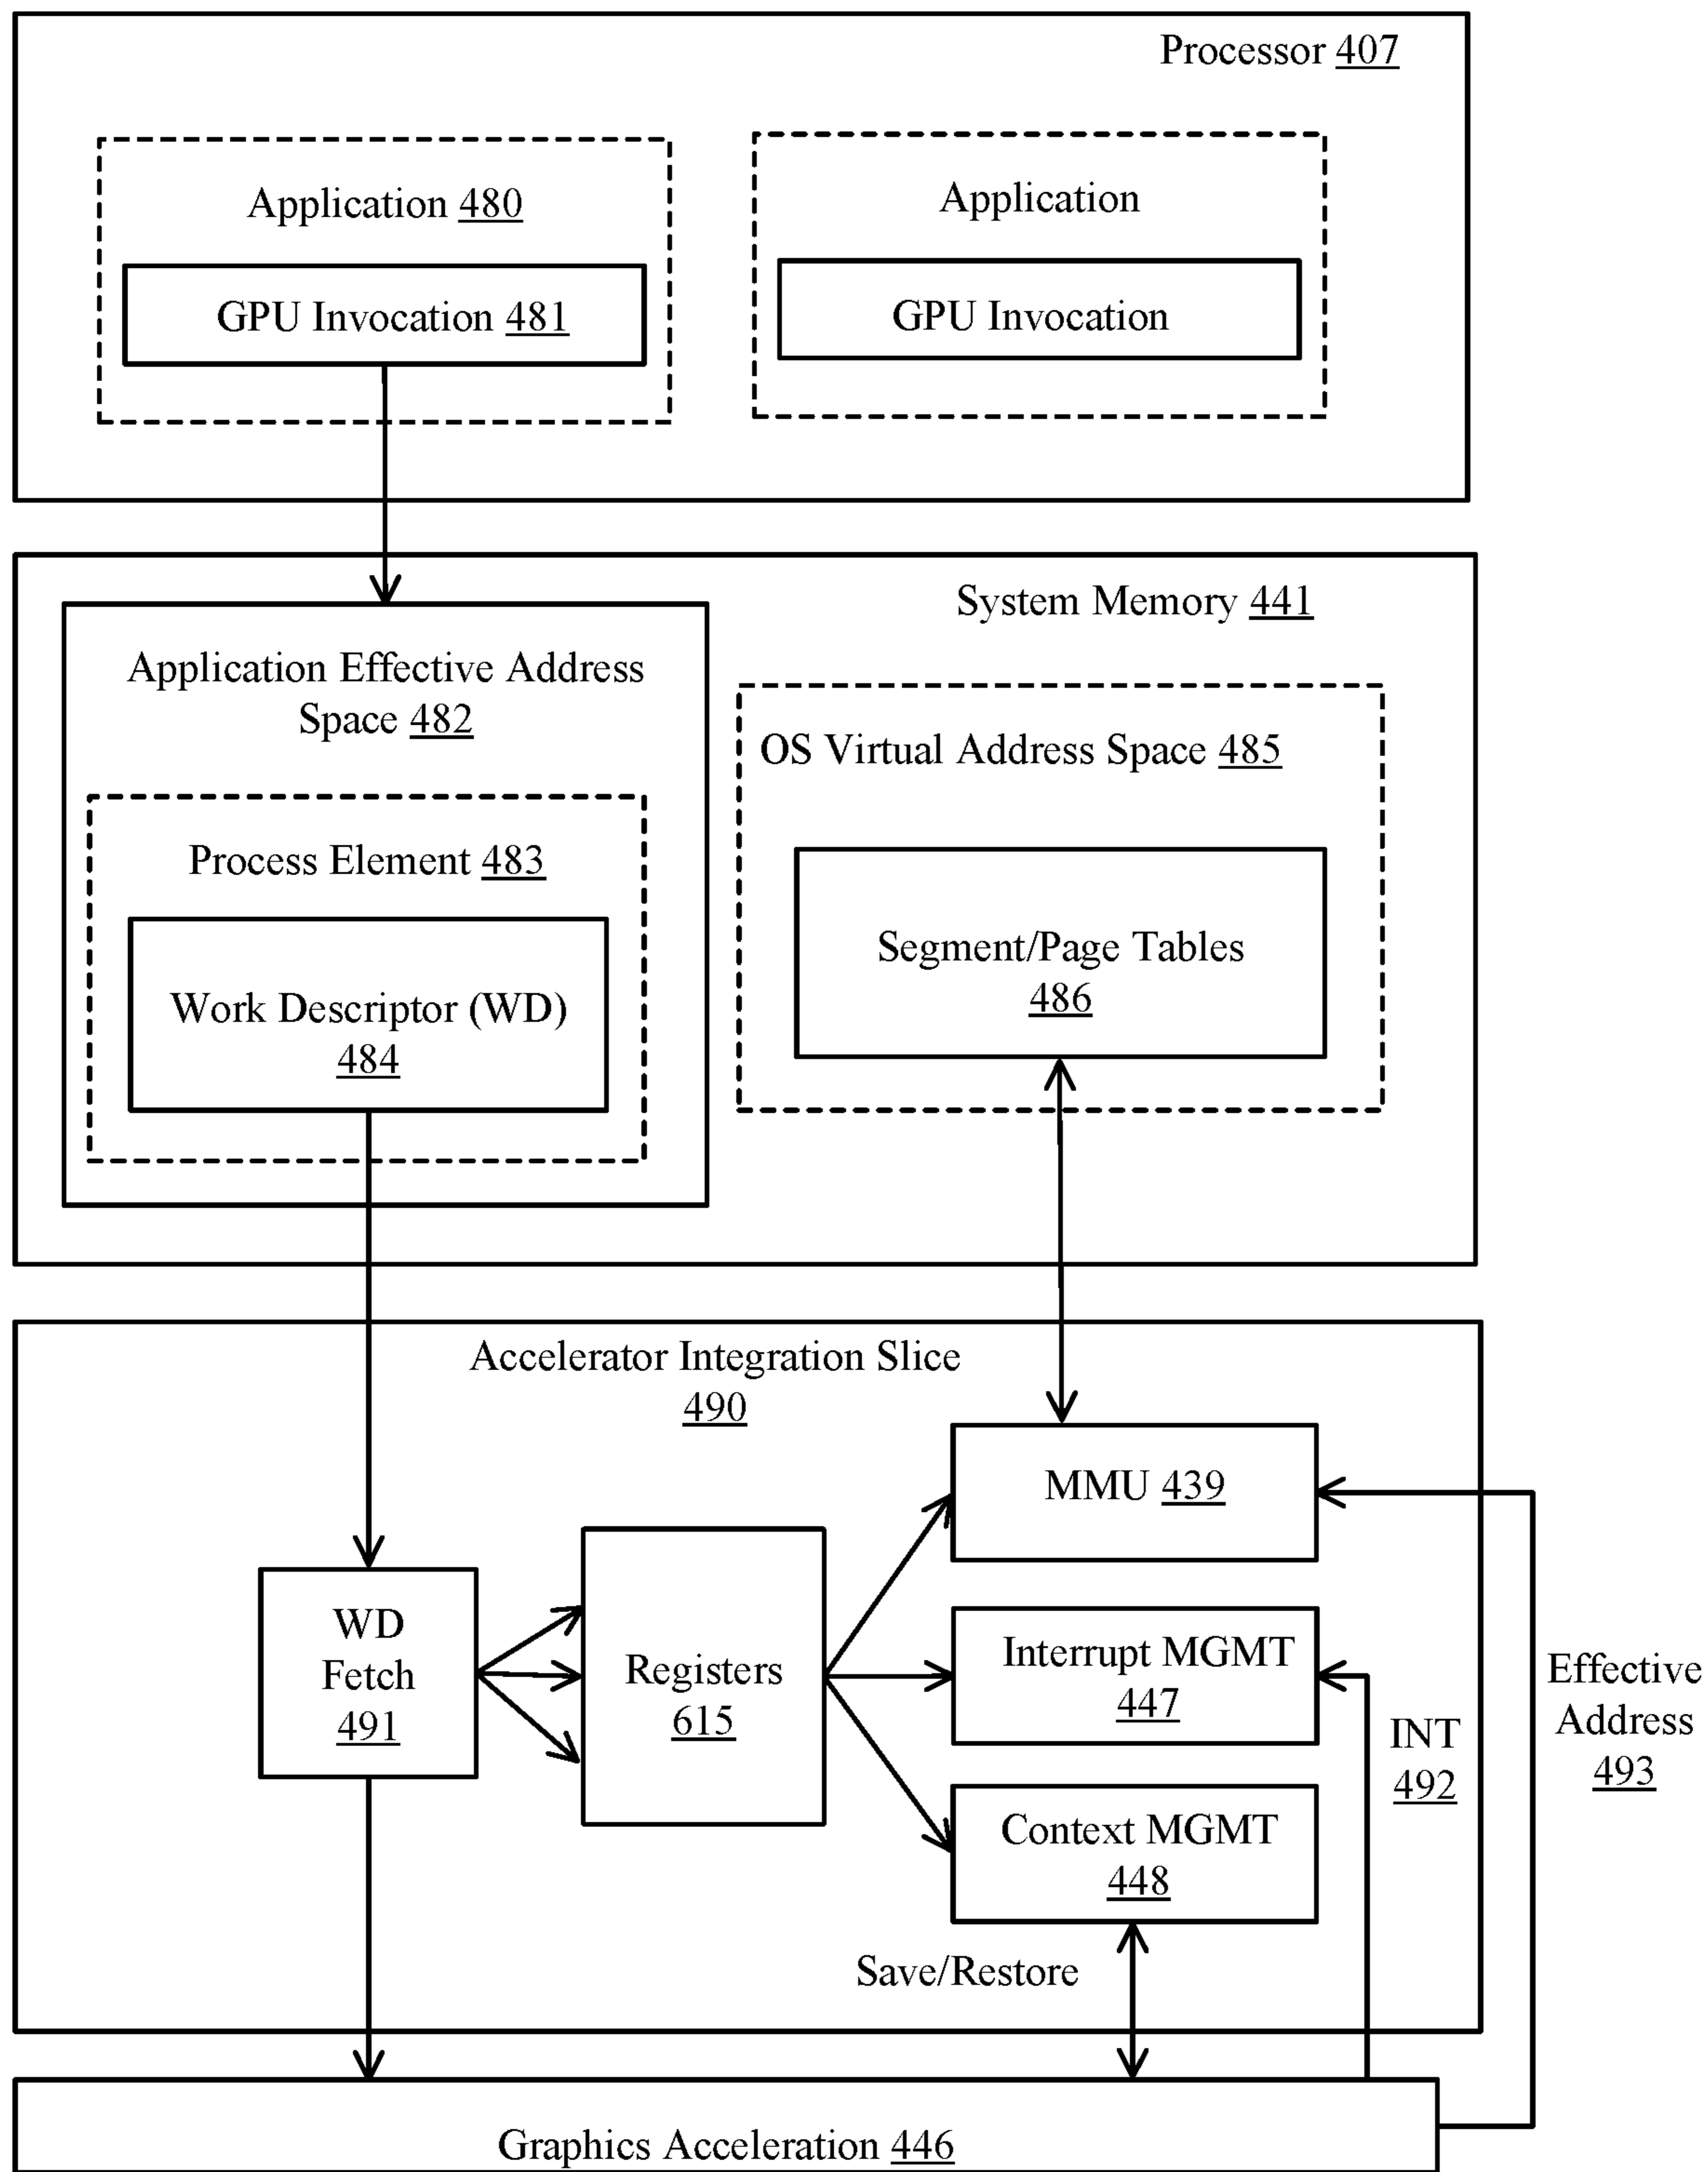 Processor 407
Application 480
GPU Invocation 481
Application
GPU Invocation
System Memory 441
Application Effective Address
Space 482
Process Element 483
Work Descriptor (WD)
484
OS Virtual Address Space 485
Segment/Page Tables
486
Accelerator Integration Slice
490
WD
Fetch
491
Registers
615
MMU 439
Interrupt MGMT
447
Context MGMT
448
Save/Restore
INT
492
Effective
Address
493
Graphics Acceleration 446